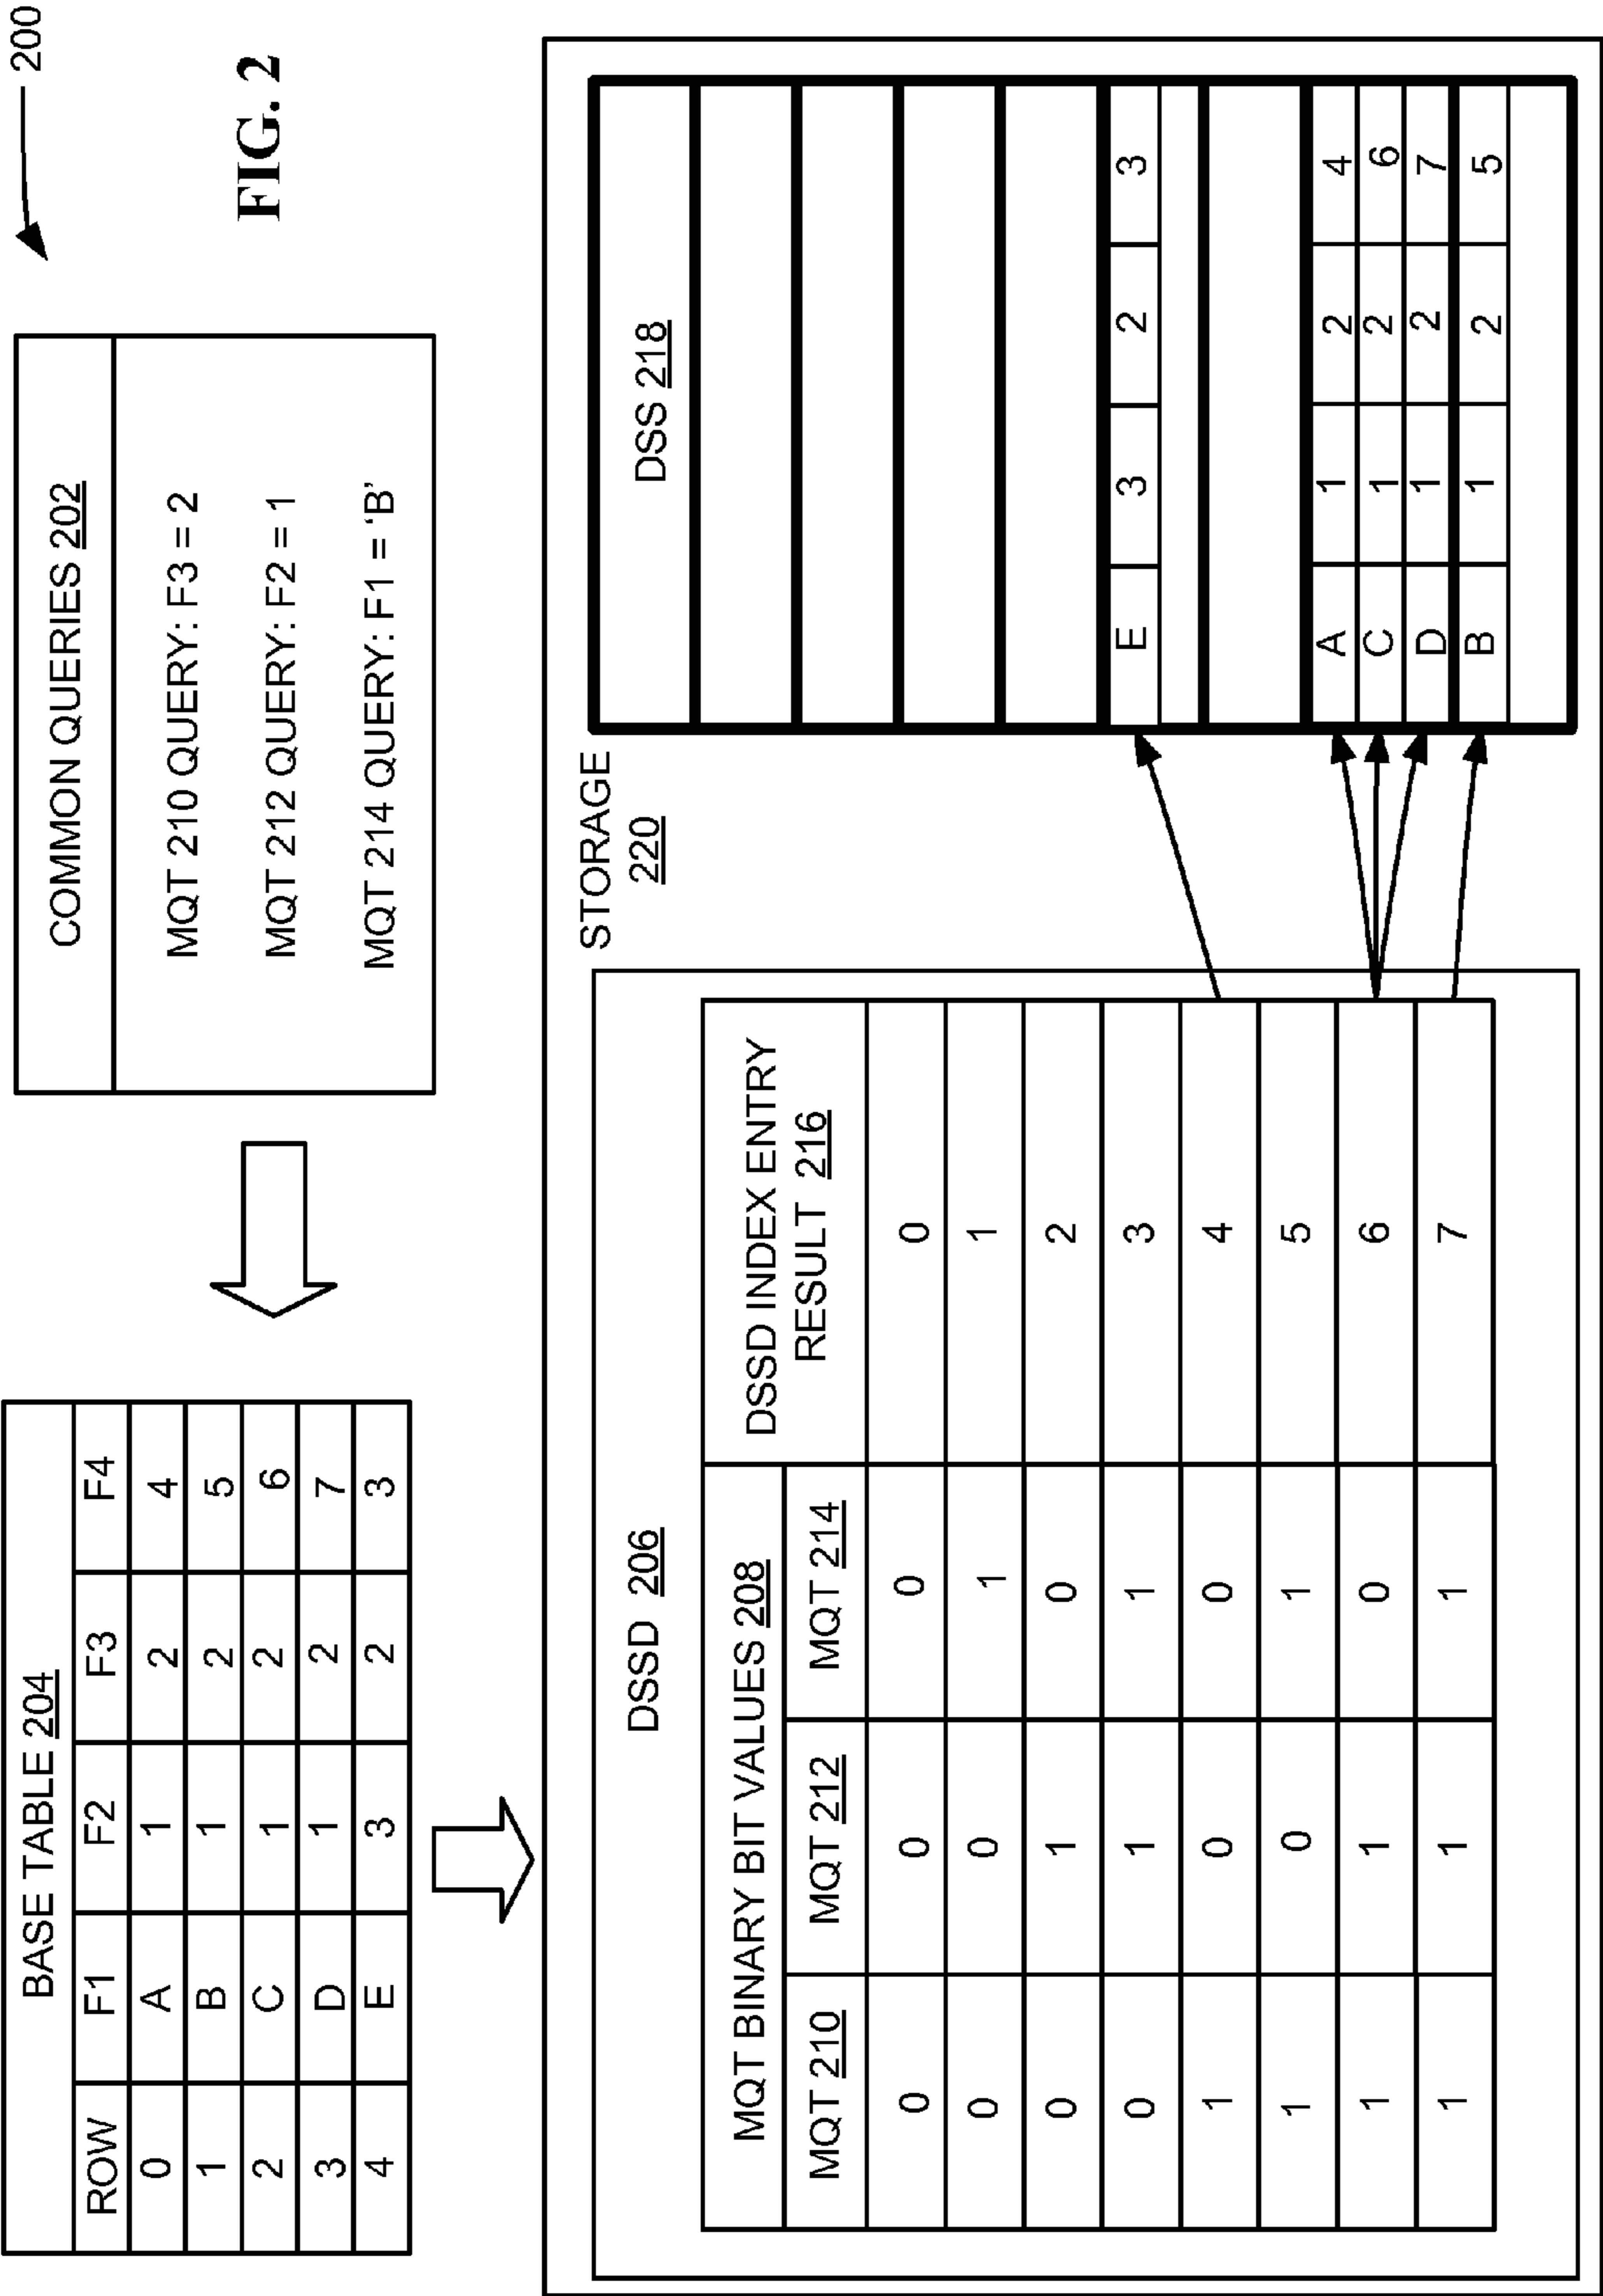 200
FIG. 2
BASE TABLE 204
ROW F1 F2 F3 F4
0 A 1 2 4
1 B 1 2 5
2 C 1 2 6
3 D 1 2 7
4 E 3 2 3
COMMON QUERIES 202
MQT 210 QUERY: F3 = 2
MQT 212 QUERY: F2 = 1
MQT 214 QUERY: F1 = ‘B’
STORAGE
220
DSSD 206
MQT BINARY BIT VALUES 208
DSSD INDEX ENTRY
RESULT 216
MQT 210 MQT 212 MQT 214
0 0 0 0
0 0 1 1
0 1 0 2
0 1 1 3
1 0 0 4
1 0 1 5
1 1 0 6
1 1 1 7
DSS 218
E 3 2 3
A 1 2 4
C 1 2 6
D 1 2 7
B 1 2 5